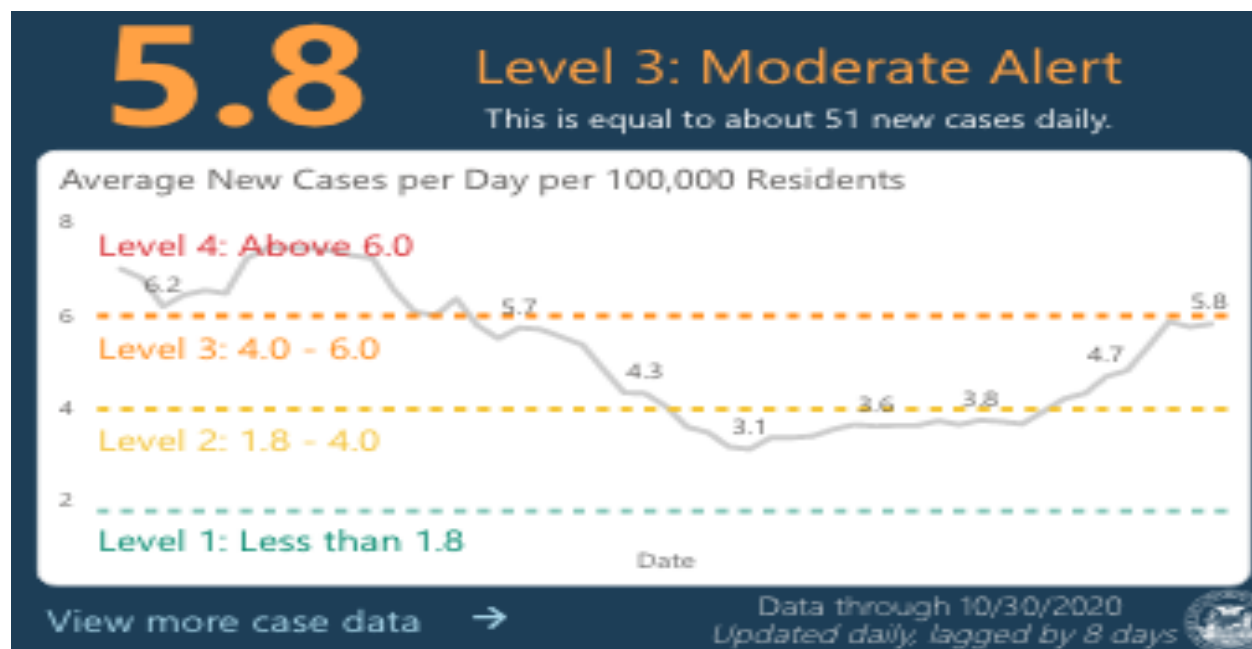 5.8
Level 3: Moderate Alert
This is equal to about 51 new cases daily.
Average New Cases per Day per 100,000 Residents
8
Level 4: Above 6.0
6.2
5.7
5.8
6
Level 3: 4.0 - 6.0
4.7
4.3
4
3.6
3.8
3.1
Level 2: 1.8 - 4.0
2
Level 1: Less than 1.8
Date
View more case data →
Data through 10/30/2020
Updated daily, lagged by 8 days